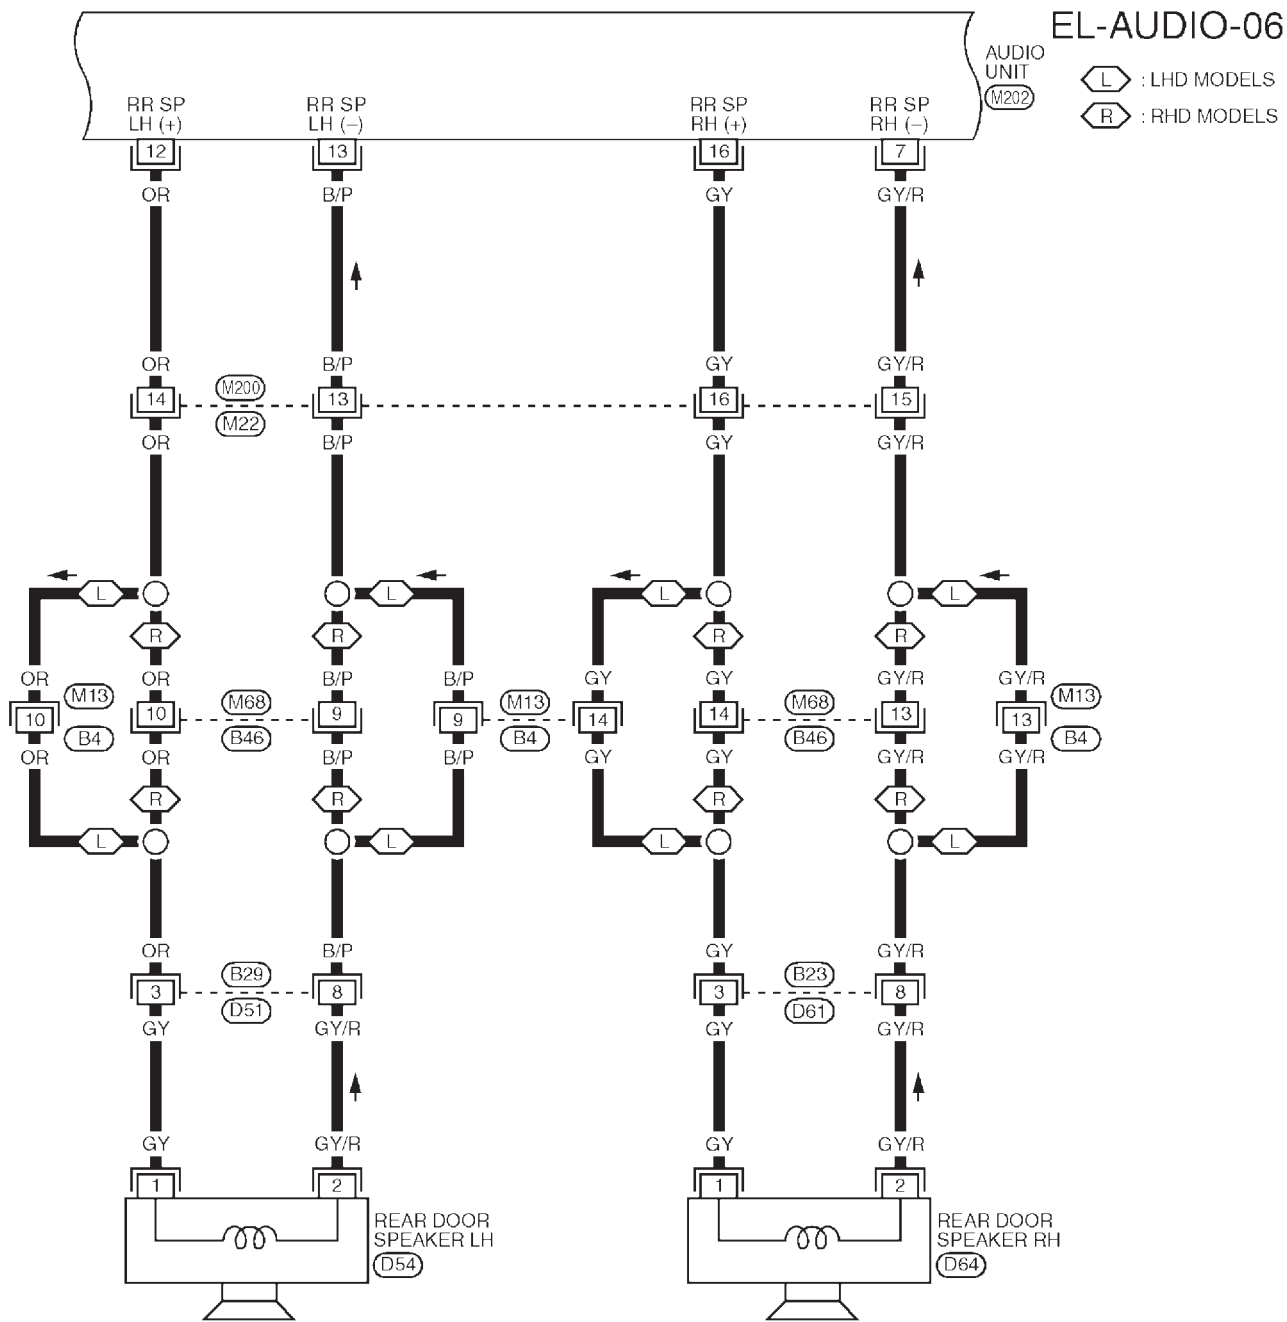 EL-AUDIO-06
AUDIO
UNIT
M202
L : LHD MODELS
R : RHD MODELS
RR SP
LH (+)
RR SP
LH (–)
RR SP
RH (+)
RR SP
RH (–)
12 13 16 7
OR B/P GY GY/R
OR B/P GY GY/R
14 M200 13 16 15
M22
OR B/P GY GY/R
L L L L
R R R R
OR OR B/P B/P GY GY GY/R GY/R
10 M13 10 M68 9 9 M13 14 14 M68 13 13 M13
B4 B46 B4 B46 B4
OR OR B/P B/P GY GY GY/R GY/R
R R R R
L L L L
OR B/P GY GY/R
3 B29 8 3 B23 8
D51 D61
GY GY/R GY GY/R
GY GY/R GY GY/R
1 2 1 2
REAR DOOR
SPEAKER LH
D54
REAR DOOR
SPEAKER RH
D64